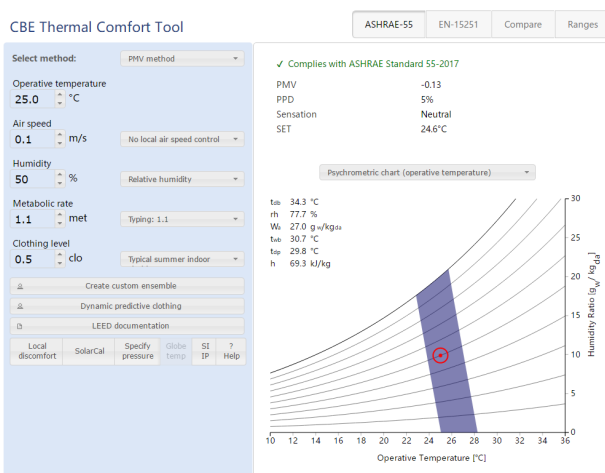 CBE Thermal Comfort Tool
ASHRAE-55 EN-15251 Compare Ranges
Select method: PMV method
Operative temperature
25.0 °C
Air speed
0.1 m/s No local air speed control
Humidity
50 % Relative humidity
Metabolic rate
1.1 met Typing: 1.1
Clothing level
0.5 clo Typical summer indoor
Create custom ensemble
Dynamic predictive clothing
LEED documentation
Local discomfort SolarCal Specify pressure Globe temp SI IP ? Help
✓ Complies with ASHRAE Standard 55-2017
PMV -0.13
PPD 5%
Sensation Neutral
SET 24.6°C
Psychrometric chart (operative temperature)
tdb 34.3 °C
rh 77.7 %
Wa 27.0 g w/kg da
twb 30.7 °C
tdp 29.8 °C
h 69.3 kJ/kg
30
25
20
15
10
5
0
Humidity Ratio [gw/ kg da]
10 12 14 16 18 20 22 24 26 28 30 32 34 36
Operative Temperature [°C]